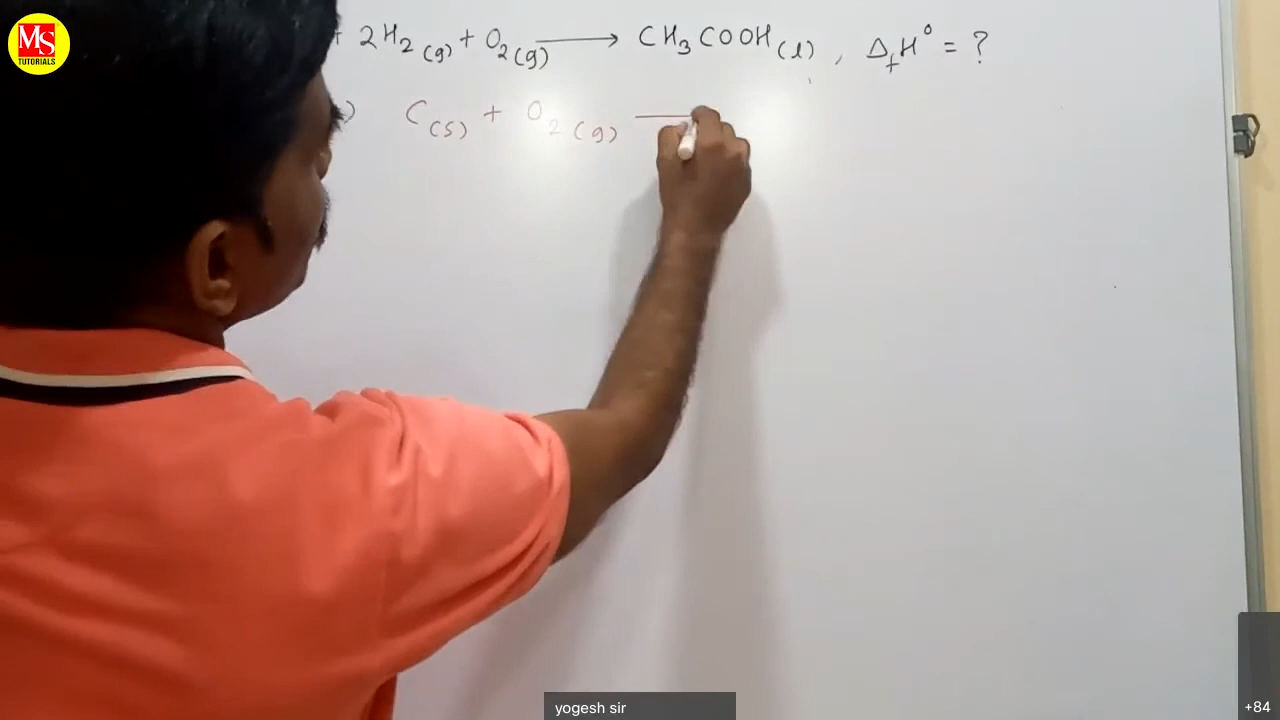 MS
TUTORIALS
+ 2H₂(g) + O₂(g) ⟶ CH₃COOH(l) , ΔfH° = ?
) C(s) + O₂(g) —
yogesh sir
+84